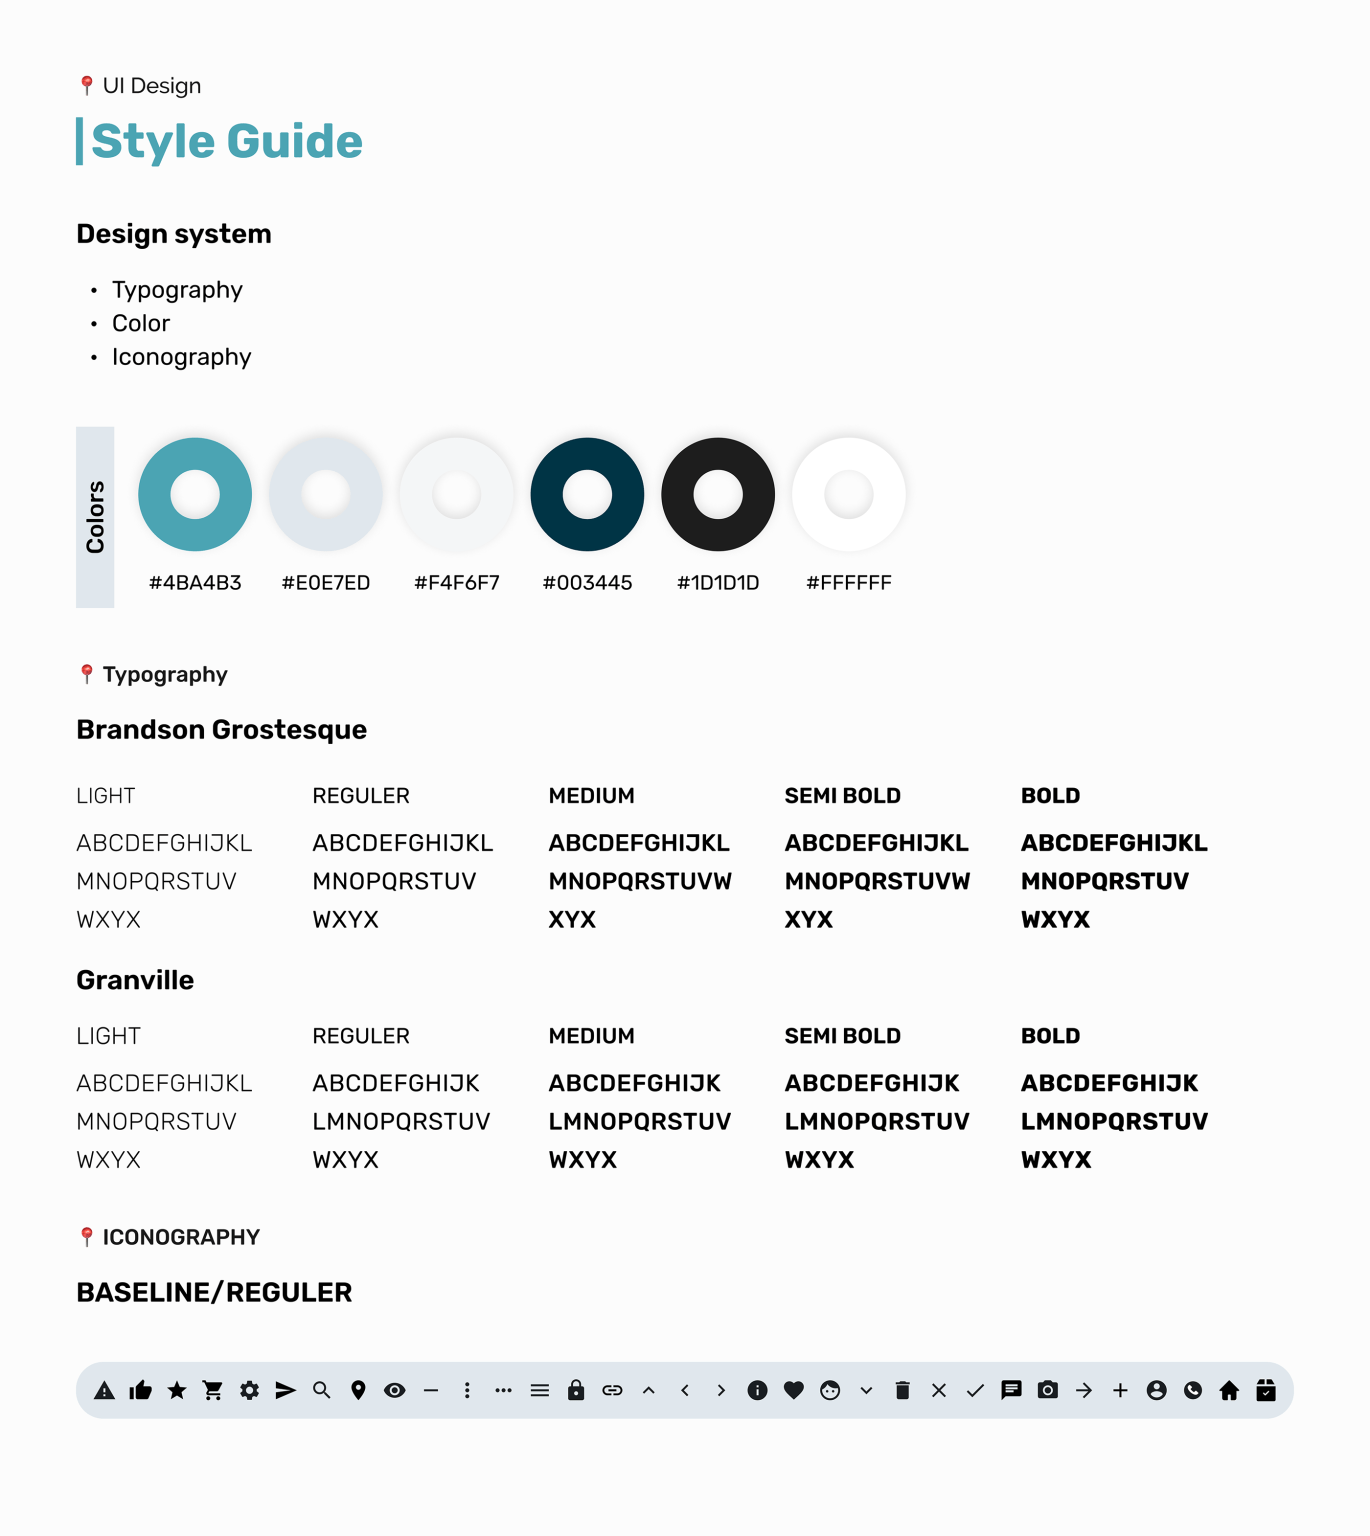 UI Design
Style Guide
Design system
• Typography
• Color
• Iconography
Colors
#4BA4B3 #E0E7ED #F4F6F7 #003445 #1D1D1D #FFFFFF
Typography
Brandson Grostesque
LIGHT REGULER MEDIUM SEMI BOLD BOLD
ABCDEFGHIJKL ABCDEFGHIJKL ABCDEFGHIJKL ABCDEFGHIJKL ABCDEFGHIJKL
MNOPQRSTUV MNOPQRSTUV MNOPQRSTUVW MNOPQRSTUVW MNOPQRSTUV
WXYX WXYX XYX XYX WXYX
Granville
LIGHT REGULER MEDIUM SEMI BOLD BOLD
ABCDEFGHIJKL ABCDEFGHIJK ABCDEFGHIJK ABCDEFGHIJK ABCDEFGHIJK
MNOPQRSTUV LMNOPQRSTUV LMNOPQRSTUV LMNOPQRSTUV LMNOPQRSTUV
WXYX WXYX WXYX WXYX WXYX
ICONOGRAPHY
BASELINE/REGULER